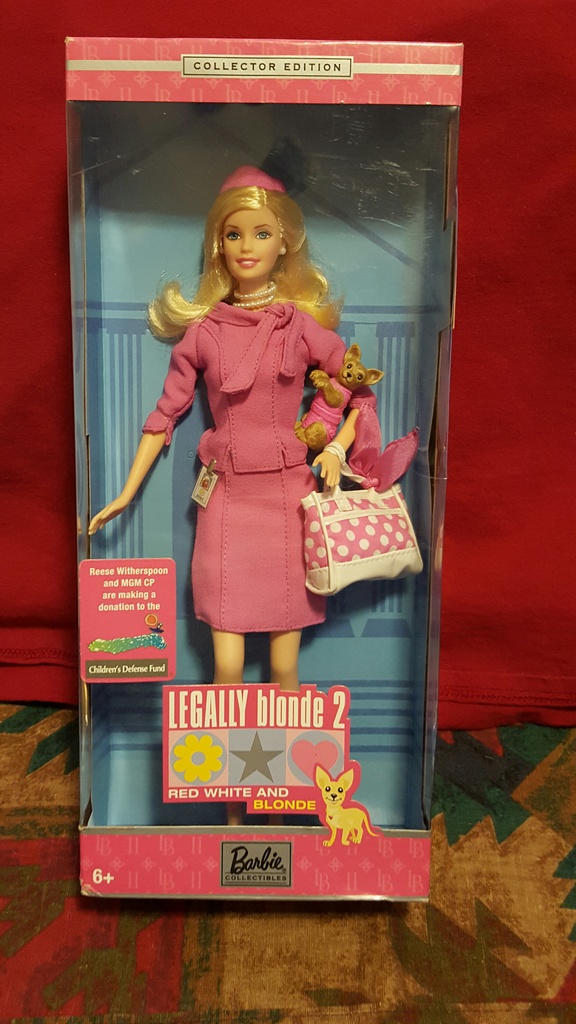 COLLECTOR EDITION
Reese Witherspoon
and MGM CP
are making a
donation to the
Children's Defense Fund
LEGALLY blonde 2
RED WHITE AND
BLONDE
6+
Barbie
COLLECTIBLES